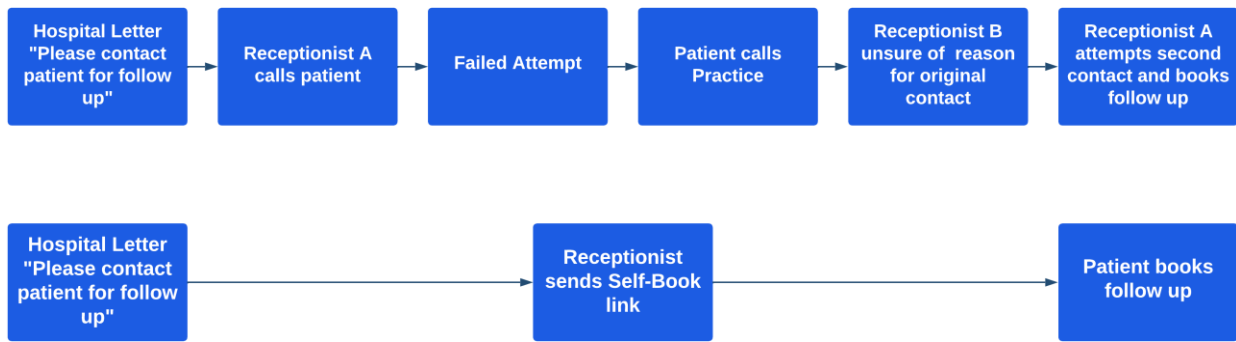 Hospital Letter
"Please contact
patient for follow
up"
Receptionist A
calls patient
Failed Attempt
Patient calls
Practice
Receptionist B
unsure of reason
for original
contact
Receptionist A
attempts second
contact and books
follow up
Hospital Letter
"Please contact
patient for follow
up"
Receptionist
sends Self-Book
link
Patient books
follow up